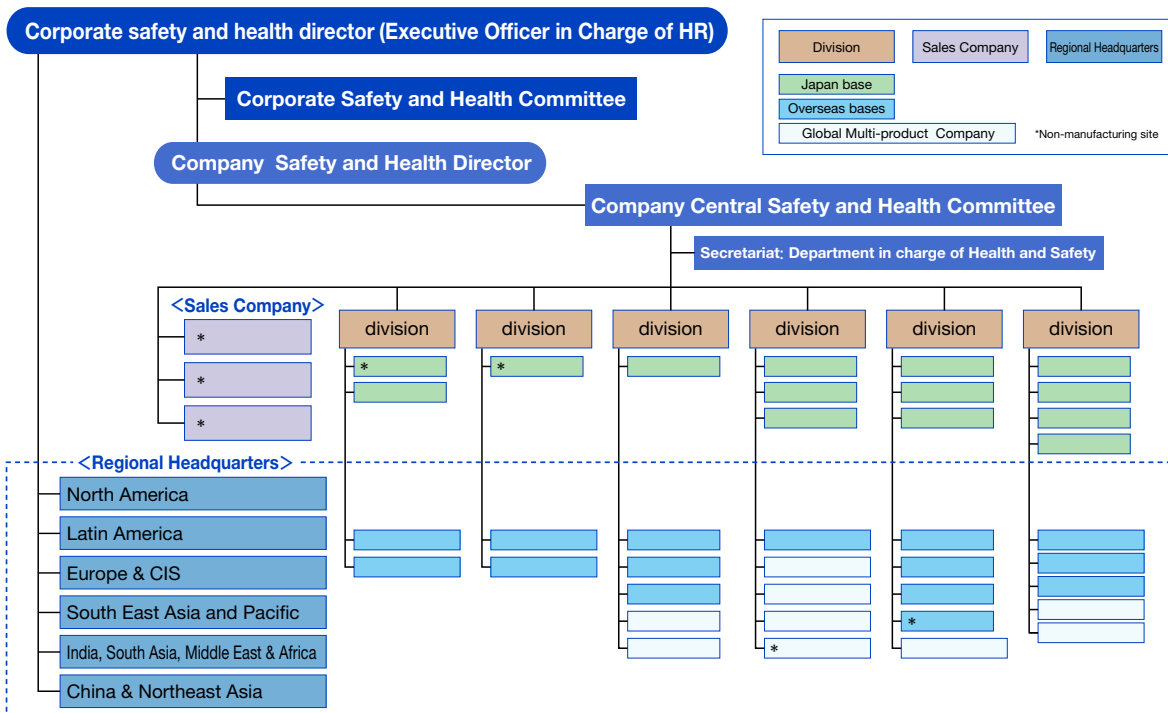 Corporate safety and health director (Executive Officer in Charge of HR)
Division
Sales Company
Regional Headquarters
Japan base
Overseas bases
Global Multi-product Company
*Non-manufacturing site
Corporate Safety and Health Committee
Company Safety and Health Director
Company Central Safety and Health Committee
Secretariat: Department in charge of Health and Safety
<Sales Company>
*
*
*
division
division
division
division
division
division
*
*
<Regional Headquarters>
North America
Latin America
Europe & CIS
South East Asia and Pacific
India, South Asia, Middle East & Africa
China & Northeast Asia
*
*